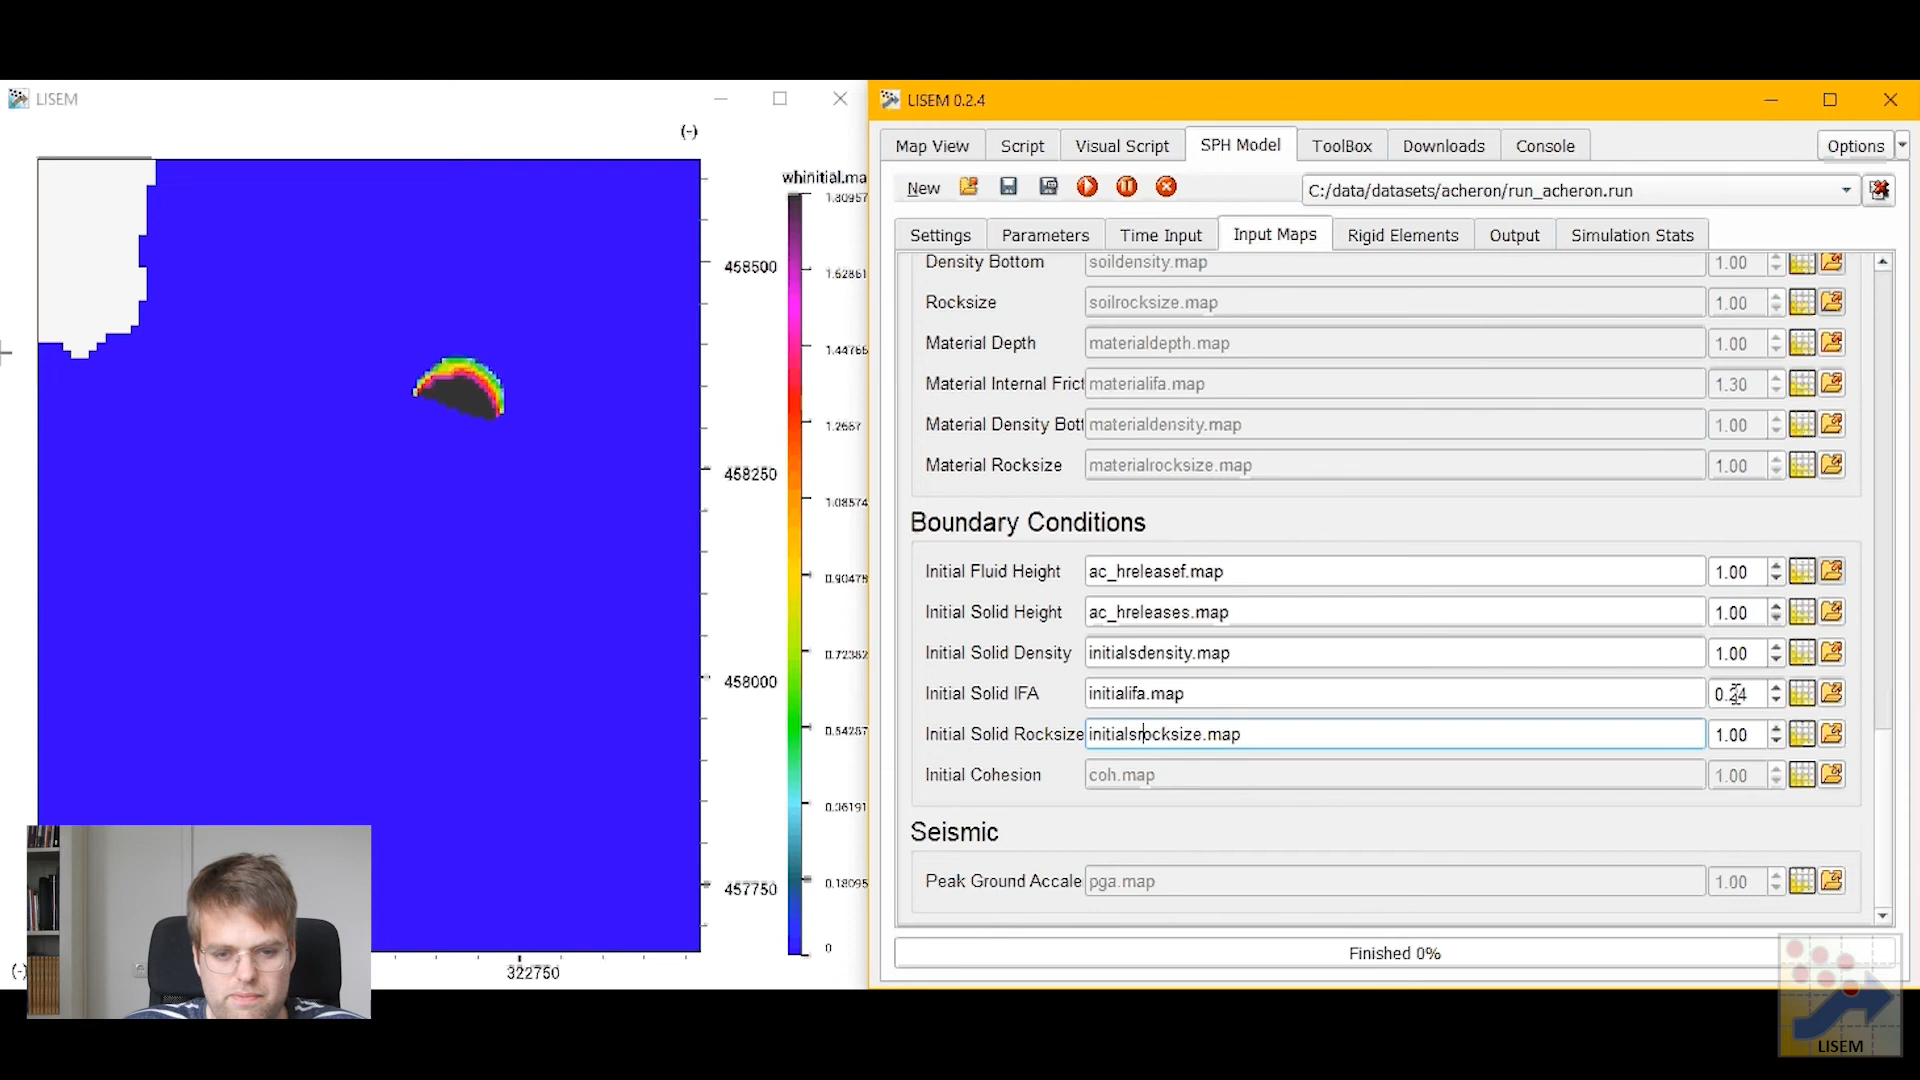 LISEM
(-)
whinitial.ma
1.80957
1.62861
1.44765
1.2667
1.08574
0.90478
0.72382
0.54287
0.36191
0.18095
0
458500
458250
458000
457750
322750
(-)
LISEM 0.2.4
Map View Script Visual Script SPH Model ToolBox Downloads Console Options
New C:/data/datasets/acheron/run_acheron.run
Settings Parameters Time Input Input Maps Rigid Elements Output Simulation Stats
Density Bottom soildensity.map 1.00
Rocksize soilrocksize.map 1.00
Material Depth materialdepth.map 1.00
Material Internal Frict materialifa.map 1.30
Material Density Bott materialdensity.map 1.00
Material Rocksize materialrocksize.map 1.00
Boundary Conditions
Initial Fluid Height ac_hreleasef.map 1.00
Initial Solid Height ac_hreleases.map 1.00
Initial Solid Density initialsdensity.map 1.00
Initial Solid IFA initialifa.map
Initial Solid Rocksize initialsrocksize.map 1.00
Initial Cohesion coh.map 1.00
Seismic
Peak Ground Accele pga.map 1.00
Finished 0%
LISEM